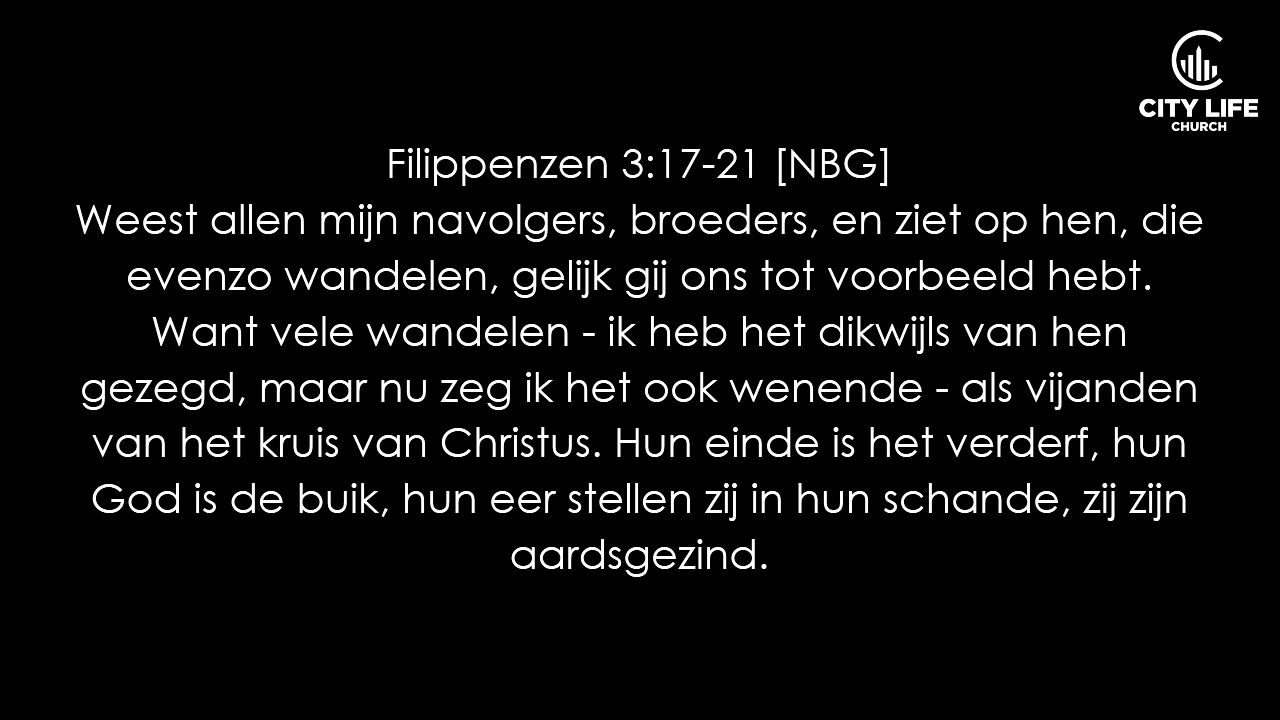 CITY LIFE
CHURCH
Filippenzen 3:17-21 [NBG]
Weest allen mijn navolgers, broeders, en ziet op hen, die
evenzo wandelen, gelijk gij ons tot voorbeeld hebt.
Want vele wandelen - ik heb het dikwijls van hen
gezegd, maar nu zeg ik het ook wenende - als vijanden
van het kruis van Christus. Hun einde is het verderf, hun
God is de buik, hun eer stellen zij in hun schande, zij zijn
aardsgezind.